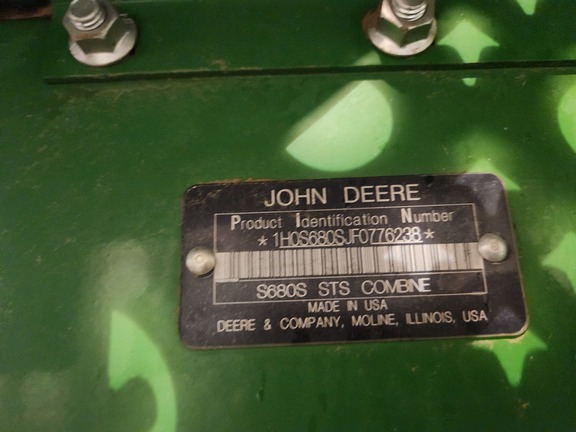 JOHN DEERE
Product Identification Number
*1H0S680SJF0776238*
S680S STS COMBINE
MADE IN USA
DEERE & COMPANY, MOLINE, ILLINOIS, USA